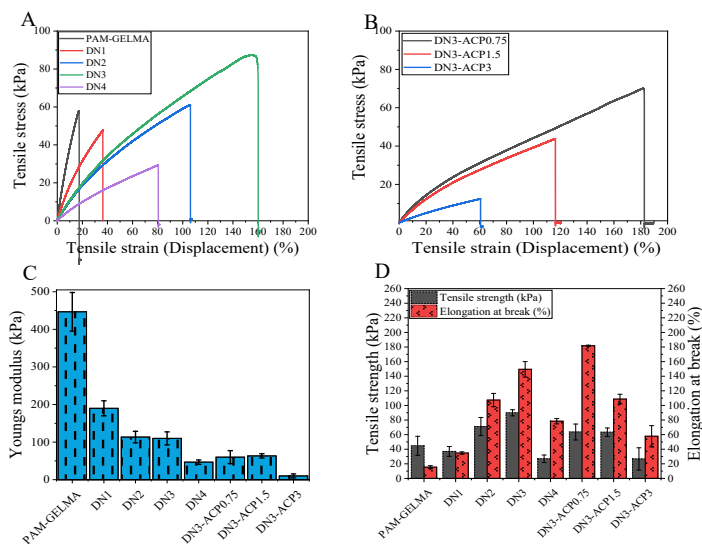 A
PAM-GELMA
DN1
DN2
DN3
DN4
Tensile stress (kPa)
100
80
60
40
20
0
0 20 40 60 80 100 120 140 160 180 200
Tensile strain (Displacement) (%)
B
DN3-ACP0.75
DN3-ACP1.5
DN3-ACP3
Tensile stress (kPa)
100
80
60
40
20
0
0 20 40 60 80 100 120 140 160 180 200
Tensile strain (Displacement) (%)
C
Youngs modulus (kPa)
500
400
300
200
100
0
PAM-GELMA
DN1
DN2
DN3
DN4
DN3-ACP0.75
DN3-ACP1.5
DN3-ACP3
D
Tensile strength (kPa)
Elongation at break (%)
Tensile strength (kPa)
260
240
220
200
180
160
140
120
100
80
60
40
20
0
260
240
220
200
180
160
140
120
100
80
60
40
20
0
Elongation at break (%)
PAM-GELMA
DN1
DN2
DN3
DN4
DN3-ACP0.75
DN3-ACP1.5
DN3-ACP3